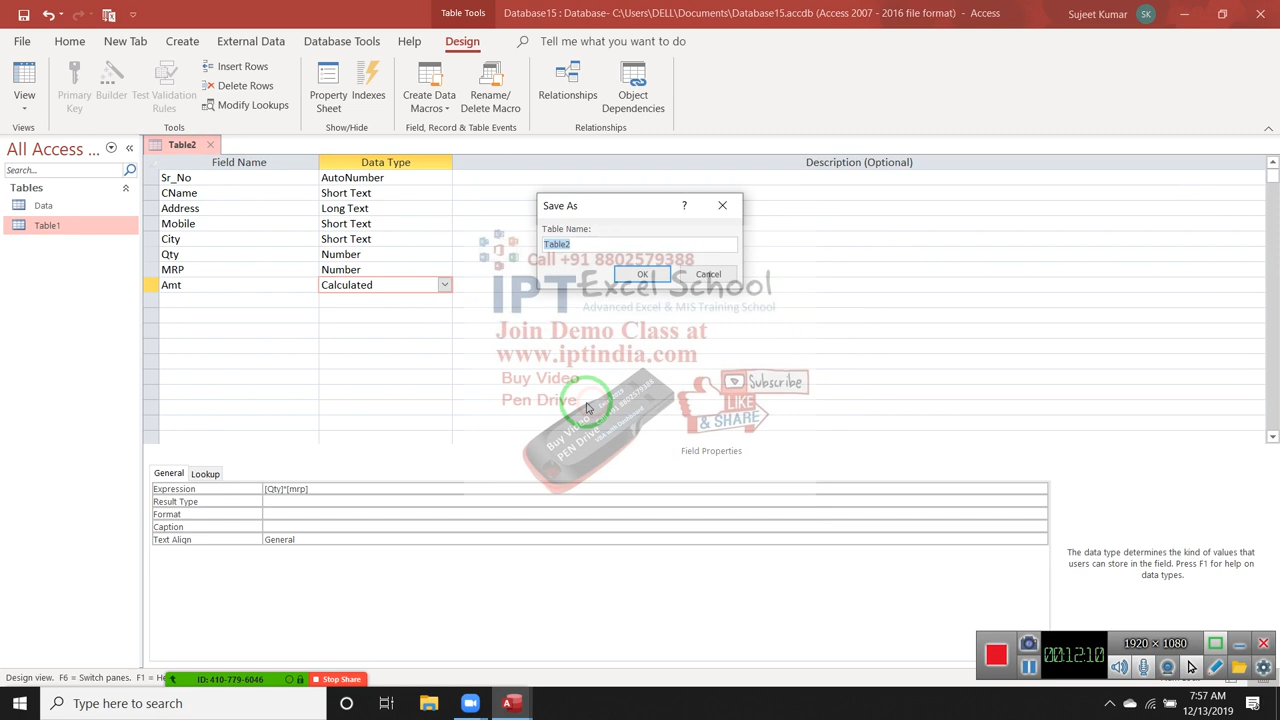 Table Tools
Database15 : Database- C:\Users\DELL\Documents\Database15.accdb (Access 2007 - 2016 file format) - Access
Sujeet Kumar
SK
File
Home
New Tab
Create
External Data
Database Tools
Help
Design
Tell me what you want to do
View
Primary Key
Builder
Test Validation Rules
Insert Rows
Delete Rows
Modify Lookups
Property Sheet
Indexes
Create Data Macros
Rename/ Delete Macro
Relationships
Object Dependencies
Views
Tools
Show/Hide
Field, Record & Table Events
Relationships
All Access ...
Search...
Tables
Data
Table1
Table2
Field Name
Data Type
Description (Optional)
Sr_No
AutoNumber
CName
Short Text
Address
Long Text
Mobile
Short Text
City
Short Text
Qty
Number
MRP
Number
Amt
Calculated
Save As
?
Table Name:
Table2
OK
Cancel
Call +91 8802579388
IPT Excel School
Advanced Excel & MIS Training School
Join Demo Class at
www.iptindia.com
Buy Video
Pen Drive
Buy Video
PEN Drive
Subscribe
LIKE
& SHARE
Field Properties
General
Lookup
Expression
[Qty]*[mrp]
Result Type
Format
Caption
Text Align
General
The data type determines the kind of values that
users can store in the field. Press F1 for help on
data types.
1920 × 1080
00:12:10
Design view. F6 = Switch panes. F1 = H
ID: 410-779-6046
Stop Share
Type here to search
7:57 AM
12/13/2019